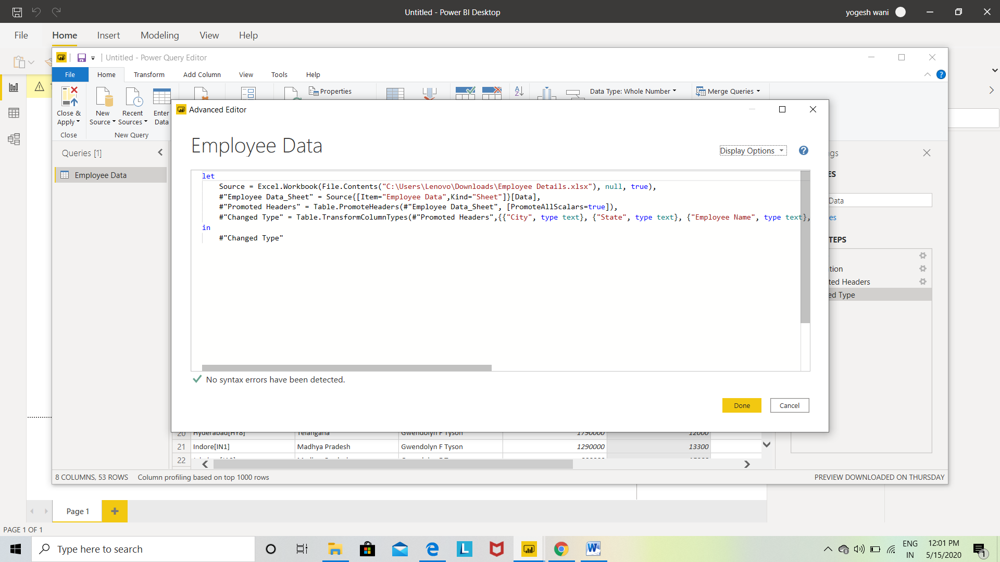 Untitled - Power BI Desktop
yogesh wani
File Home Insert Modeling View Help
Untitled - Power Query Editor
File Home Transform Add Column View Tools Help
Properties
Data Type: Whole Number
Merge Queries
Close & Apply
New Source
Recent Sources
Enter Data
Close
New Query
Advanced Editor
Queries [1]
Employee Data
Employee Data
Display Options
let
Source = Excel.Workbook(File.Contents("C:\Users\Lenovo\Downloads\Employee Details.xlsx"), null, true),
#"Employee Data_Sheet" = Source{[Item="Employee Data",Kind="Sheet"]}[Data],
#"Promoted Headers" = Table.PromoteHeaders(#"Employee Data_Sheet", [PromoteAllScalars=true]),
#"Changed Type" = Table.TransformColumnTypes(#"Promoted Headers",{{"City", type text}, {"State", type text}, {"Employee Name", type text},
in
#"Changed Type"
No syntax errors have been detected.
Done Cancel
gs
ES
Data
es
TEPS
tion
ted Headers
ed Type
20 Hyderabad[HY8] Telangana Gwendolyn F Tyson 1790000 12000
21 Indore[IN1] Madhya Pradesh Gwendolyn F Tyson 1290000 13300
22
8 COLUMNS, 53 ROWS Column profiling based on top 1000 rows
PREVIEW DOWNLOADED ON THURSDAY
Page 1
PAGE 1 OF 1
Type here to search
ENG
IN
12:01 PM
5/15/2020
1